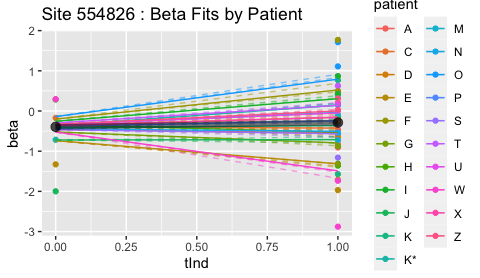 Site 554826 : Beta Fits by Patient
2
1
0
-1
-2
-3
beta
0.00 0.25 0.50 0.75 1.00
tInd
patient
A
C
D
E
F
G
H
I
J
K
K*
M
N
O
P
S
T
U
W
X
Z